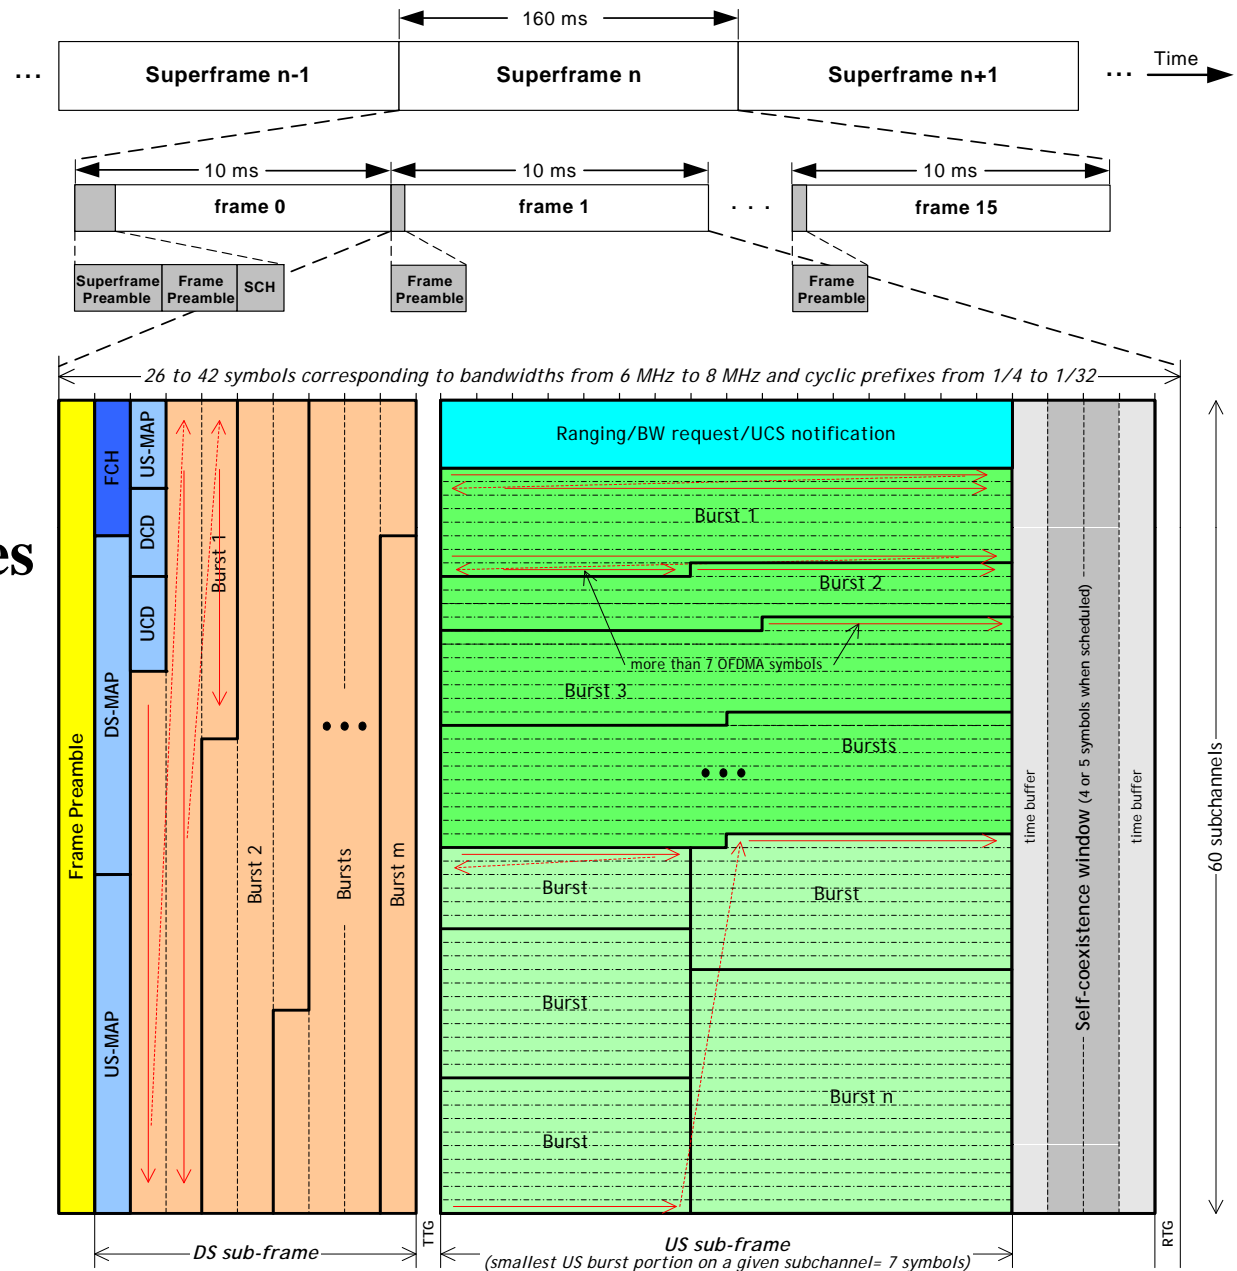 160 ms
... Superframe n-1 Superframe n Superframe n+1 ... Time
10 ms 10 ms 10 ms
frame 0 frame 1 . . . frame 15
Superframe Preamble
Frame Preamble
SCH
Frame Preamble
Frame Preamble
26 to 42 symbols corresponding to bandwidths from 6 MHz to 8 MHz and cyclic prefixes from 1/4 to 1/32
es
Frame Preamble
FCH
DS-MAP
US-MAP
US-MAP
DCD
UCD
Burst 1
Burst 2
Bursts
Burst m
Ranging/BW request/UCS notification
Burst 1
Burst 2
more than 7 OFDMA symbols
Burst 3
Bursts
Burst
Burst
Burst
Burst n
Burst
time buffer
Self-coexistence window (4 or 5 symbols when scheduled)
time buffer
60 subchannels
DS sub-frame
TTG
US sub-frame
(smallest US burst portion on a given subchannel= 7 symbols)
RTG